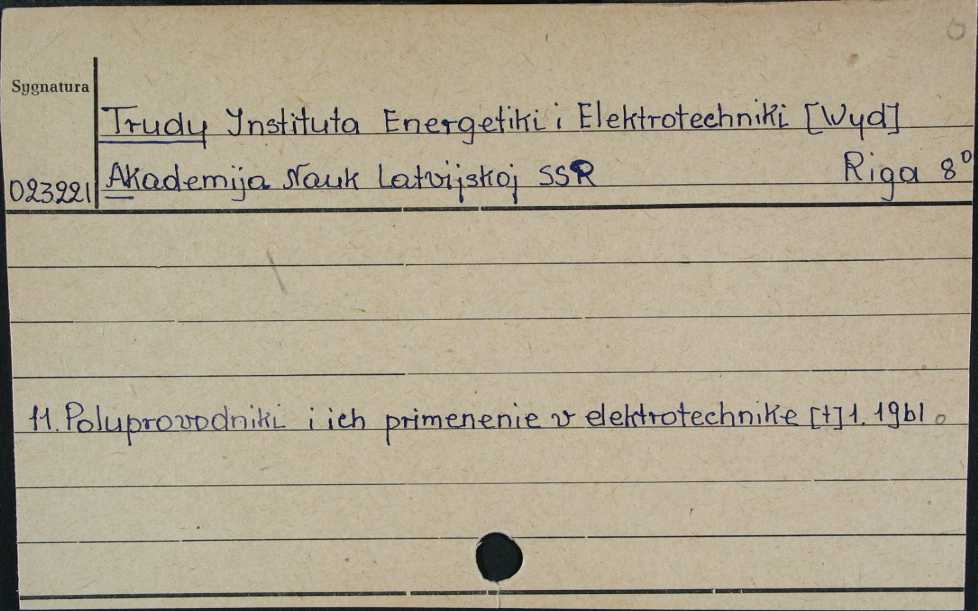 Sygnatura
Trudy Instituta Energetiki i Elektrotechniki [Wyd]
023221 Akademija Nauk Latvijskoj SSR Riga 8°
11. Poluprovodniki i ich primenenie v elektrotechnike [t] 1. 1961.